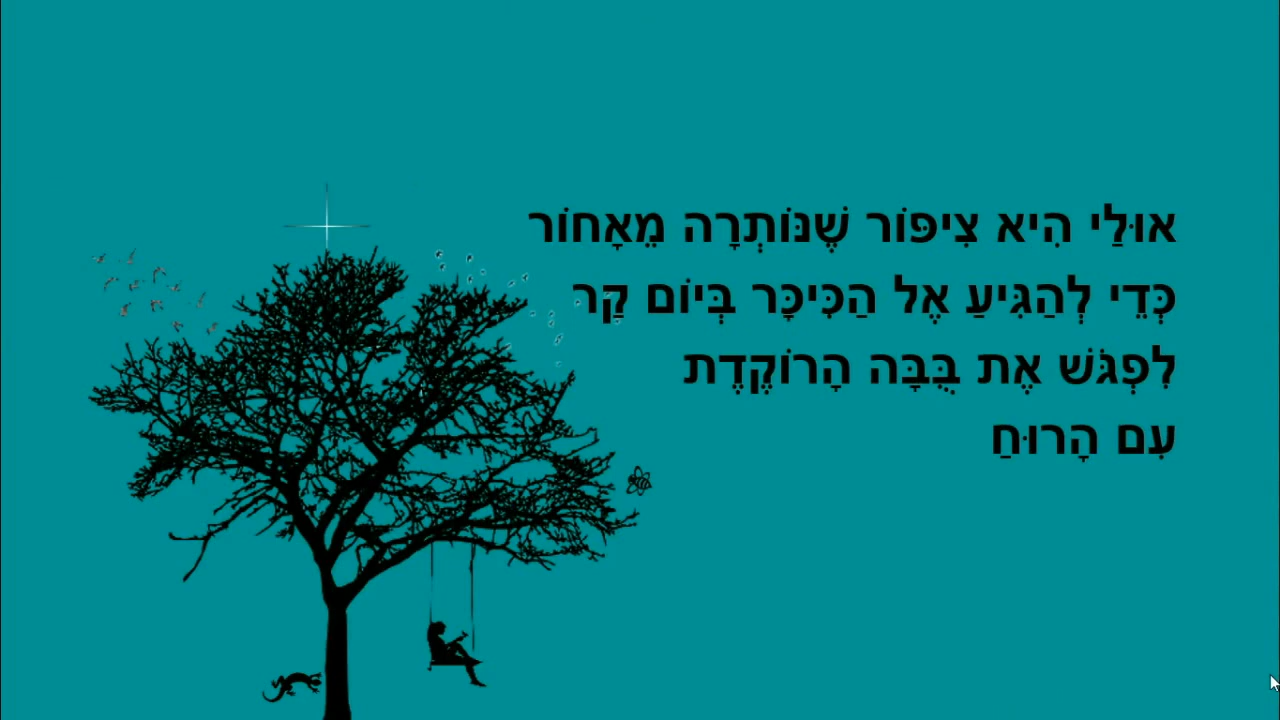 אוּלַי הִיא צִיפּוֹר שֶׁנּוֹתְרָה מֵאָחוֹר
כְּדֵי לְהַגִּיעַ אֶל הַכִּיכָּר בְּיוֹם קַר
לִפְגֹּשׁ אֶת בֻּבָּה הָרוֹקֶדֶת
עִם הָרוּחַ